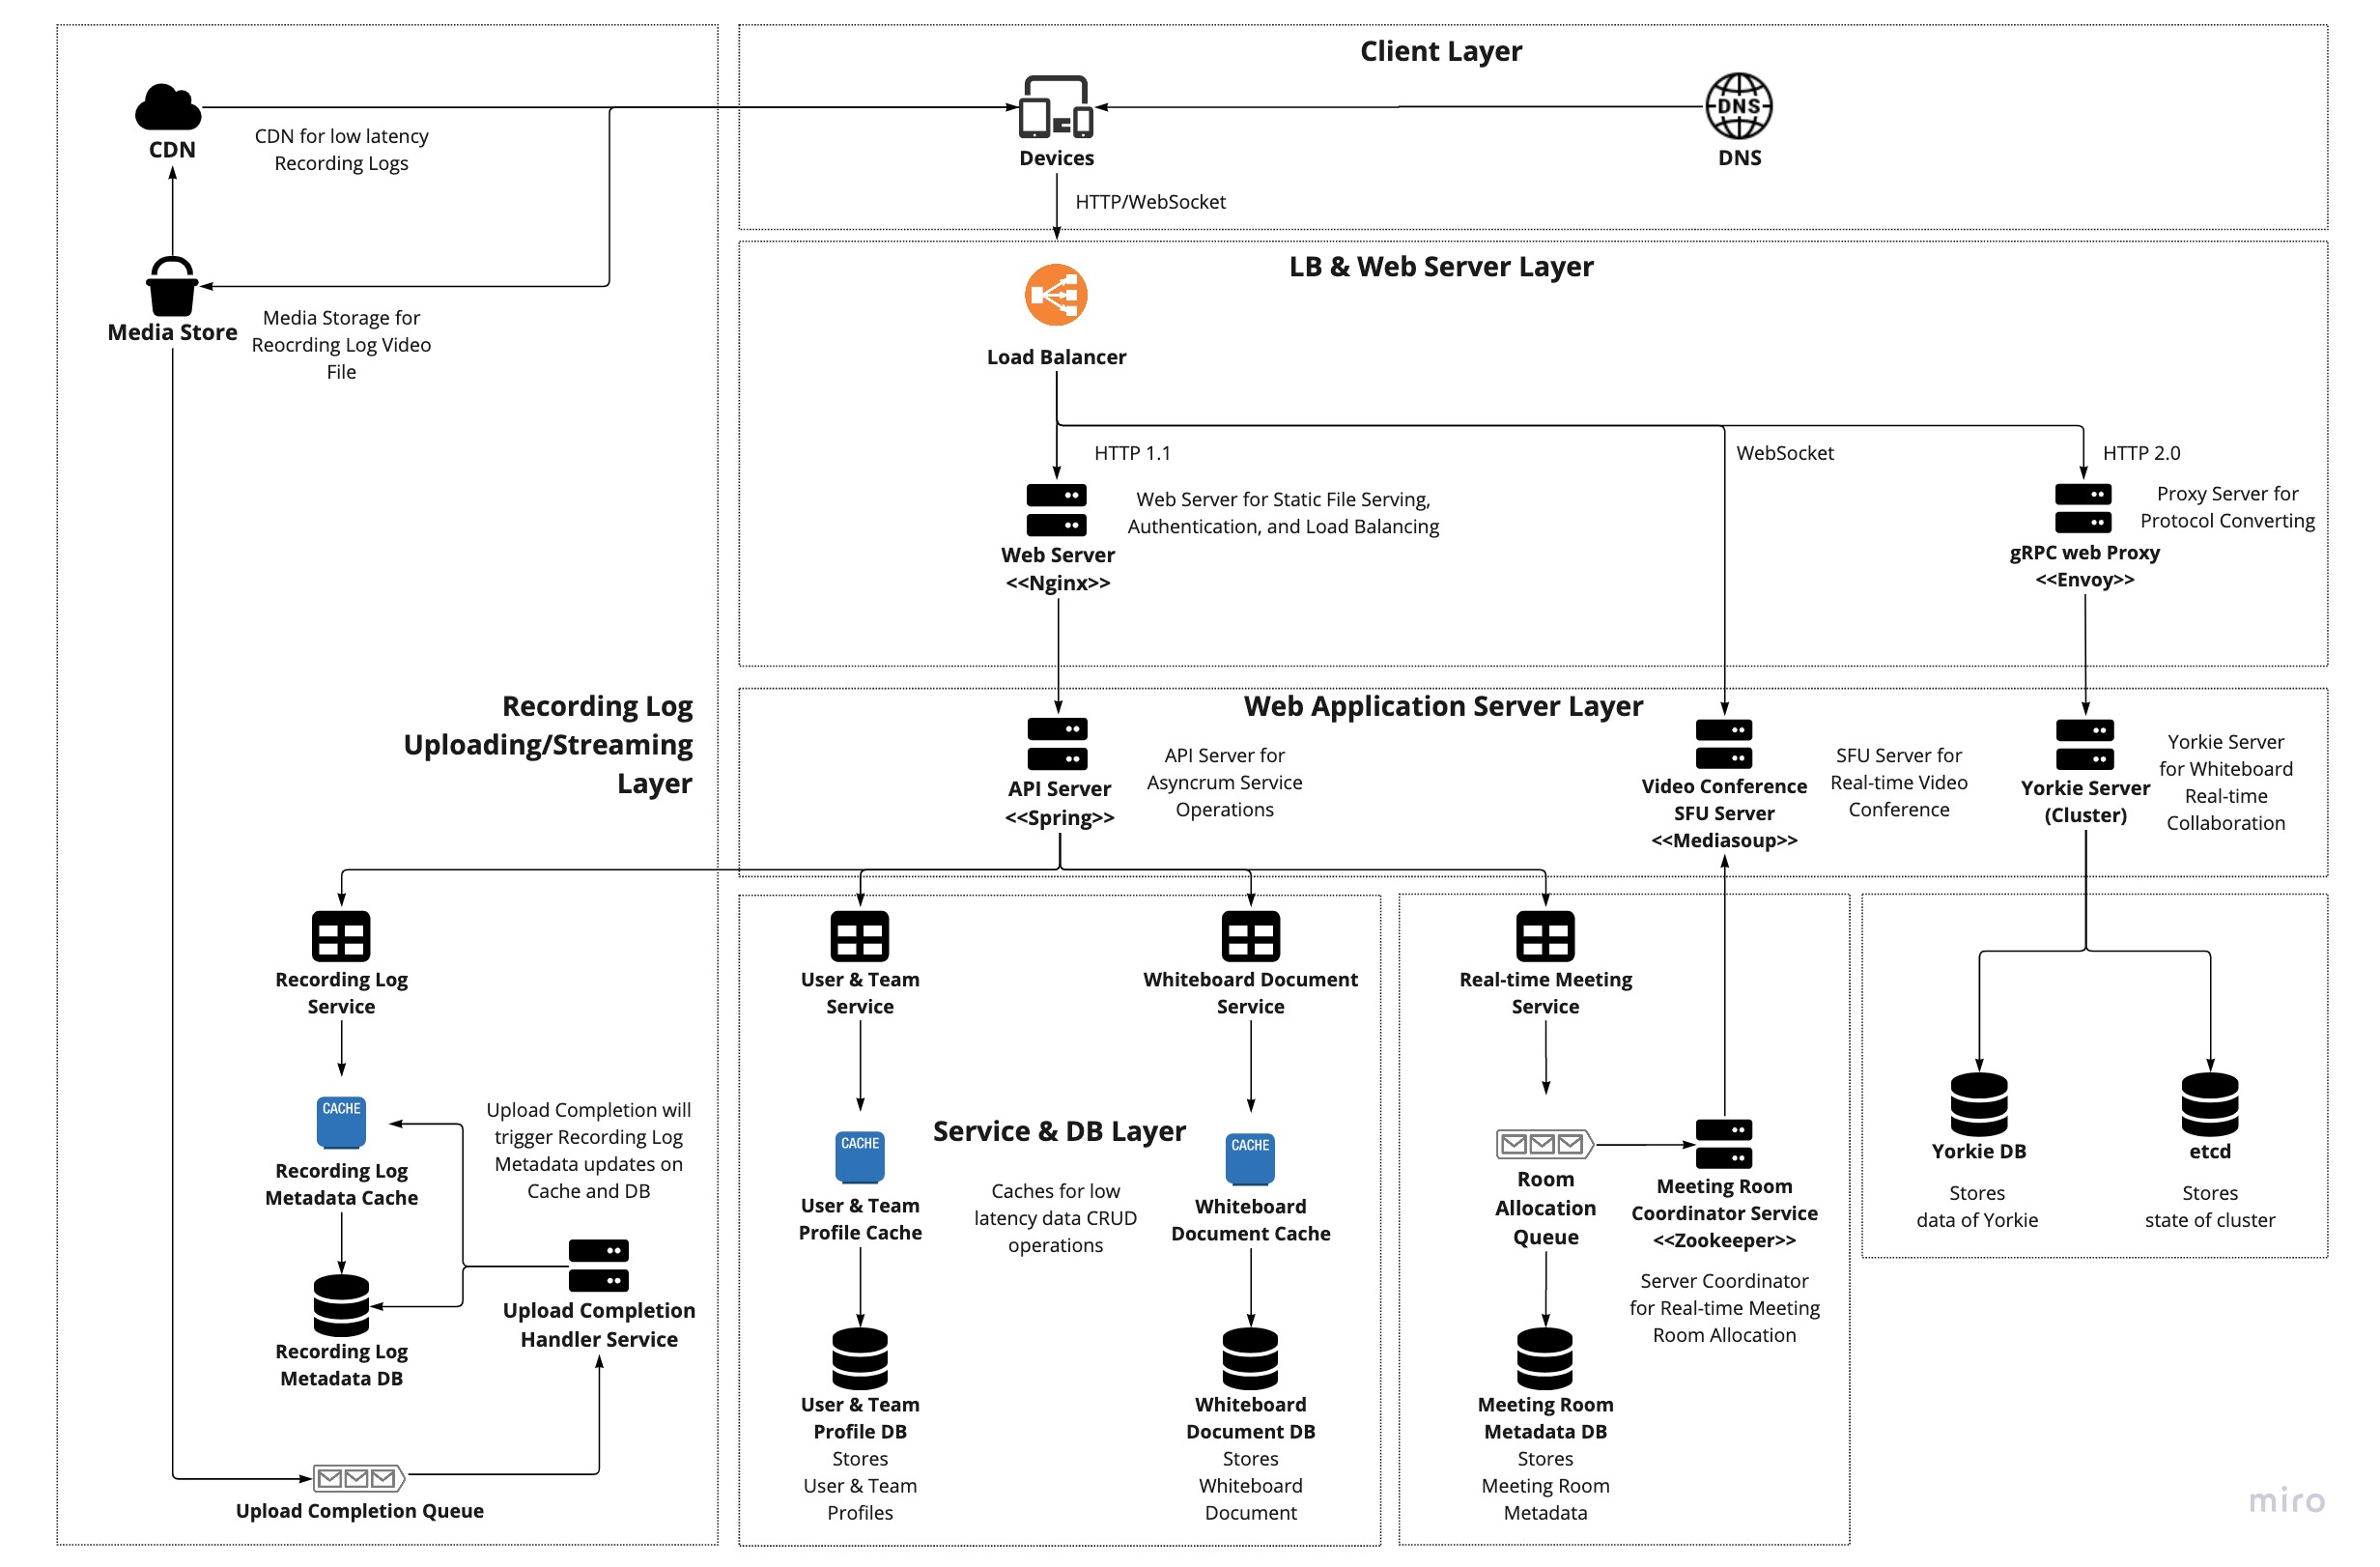 Client Layer
DNS
CDN
CDN for low latency
Recording Logs
Devices
DNS
HTTP/WebSocket
LB & Web Server Layer
Media Store
Media Storage for
Reocrding Log Video
File
Load Balancer
HTTP 1.1
WebSocket
HTTP 2.0
Web Server for Static File Serving,
Authentication, and Load Balancing
Proxy Server for
Protocol Converting
Web Server
<<Nginx>>
gRPC web Proxy
<<Envoy>>
Recording Log
Uploading/Streaming
Layer
Web Application Server Layer
API Server for
Asyncrum Service
Operations
API Server
<<Spring>>
Video Conference
SFU Server
<<Mediasoup>>
SFU Server for
Real-time Video
Conference
Yorkie Server
(Cluster)
Yorkie Server
for Whiteboard
Real-time
Collaboration
Recording Log
Service
User & Team
Service
Whiteboard Document
Service
Real-time Meeting
Service
CACHE
Recording Log
Metadata Cache
Upload Completion will
trigger Recording Log
Metadata updates on
Cache and DB
CACHE
User & Team
Profile Cache
Service & DB Layer
Caches for low
latency data CRUD
operations
CACHE
Whiteboard
Document Cache
Room
Allocation
Queue
Meeting Room
Coordinator Service
<<Zookeeper>>
Server Coordinator
for Real-time Meeting
Room Allocation
Yorkie DB
Stores
data of Yorkie
etcd
Stores
state of cluster
Upload Completion
Handler Service
Recording Log
Metadata DB
User & Team
Profile DB
Stores
User & Team
Profiles
Whiteboard
Document DB
Stores
Whiteboard
Document
Meeting Room
Metadata DB
Stores
Meeting Room
Metadata
Upload Completion Queue
miro